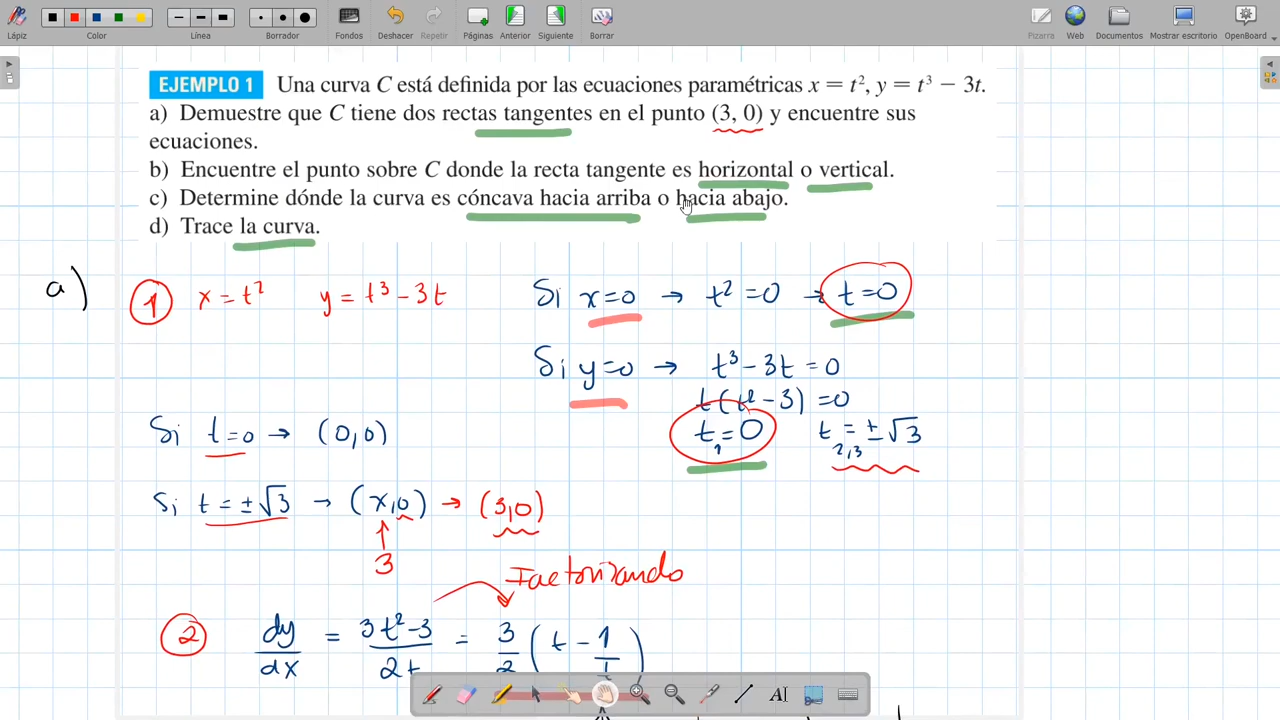 Lápiz Color Línea Borrador Fondos Deshacer Repetir Páginas Anterior Siguiente Borrar Pizarra Web Documentos Mostrar escritorio OpenBoard
EJEMPLO 1 Una curva C está definida por las ecuaciones paramétricas x = t², y = t³ − 3t.
a) Demuestre que C tiene dos rectas tangentes en el punto (3, 0) y encuentre sus
ecuaciones.
b) Encuentre el punto sobre C donde la recta tangente es horizontal o vertical.
c) Determine dónde la curva es cóncava hacia arriba o hacia abajo.
d) Trace la curva.
a)
1 x = t² y = t³ − 3t
Si x=0 → t² = 0 → t = 0
Si y=0 → t³ − 3t = 0
t(t² − 3) = 0
t₁ = 0 t₂,₃ = ±√3
Si t=0 → (0,0)
Si t = ±√3 → (x,0) → (3,0)
↑
3
Factorizando
2 dy/dx = 3t²−3/2t = 3/2 (t − 1/t)
AI